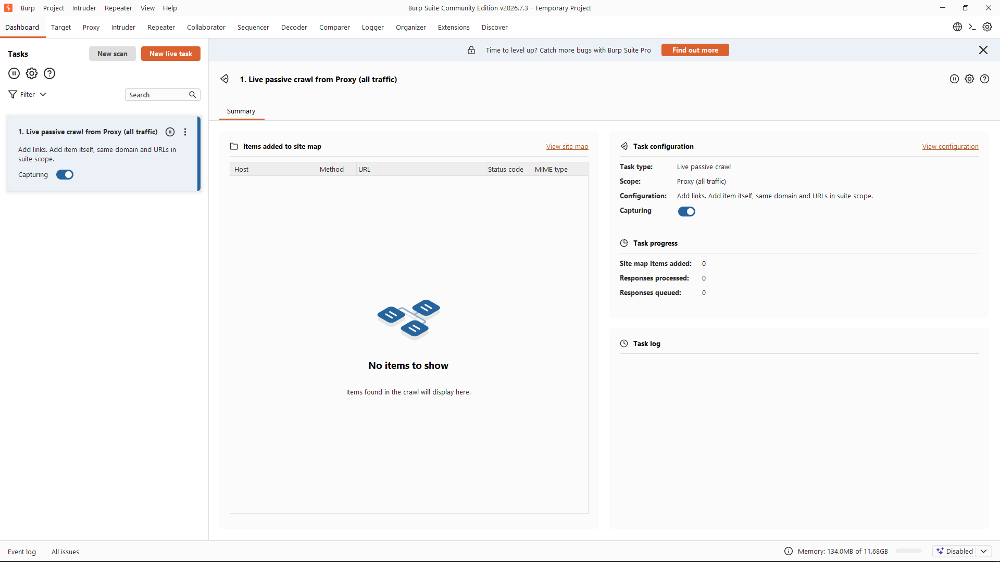 Burp Project Intruder Repeater View Help
Burp Suite Community Edition v2026.7.3 - Temporary Project
Dashboard Target Proxy Intruder Repeater Collaborator Sequencer Decoder Comparer Logger Organizer Extensions Discover
Tasks
New scan
New live task
Filter
Search
1. Live passive crawl from Proxy (all traffic)
Add links. Add item itself, same domain and URLs in
suite scope.
Capturing
Time to level up? Catch more bugs with Burp Suite Pro
Find out more
1. Live passive crawl from Proxy (all traffic)
Summary
Items added to site map
View site map
Host Method URL Status code MIME type
No items to show
Items found in the crawl will display here.
Task configuration
View configuration
Task type: Live passive crawl
Scope: Proxy (all traffic)
Configuration: Add links. Add item itself, same domain and URLs in suite scope.
Capturing
Task progress
Site map items added: 0
Responses processed: 0
Responses queued: 0
Task log
Event log All issues
Memory: 134.0MB of 11.68GB
Disabled